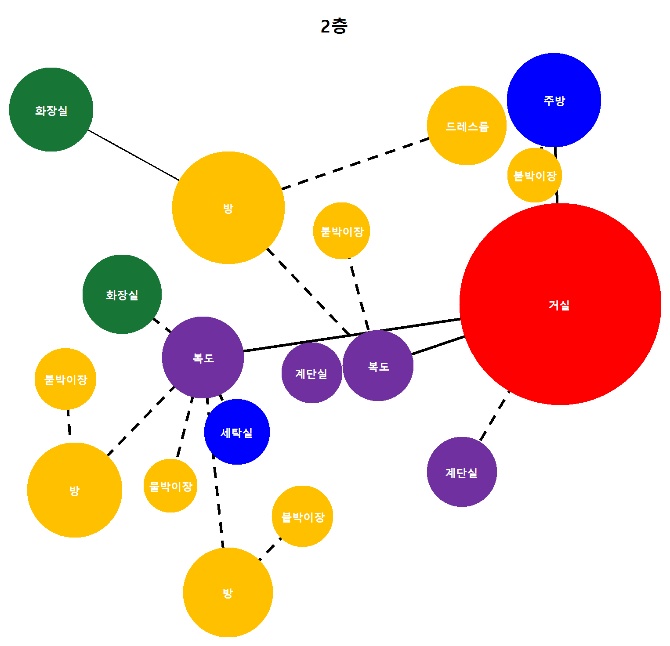 2층
화장실
주방
드레스룸
붙박이장
방
붙박이장
화장실
거실
복도
계단실
복도
붙박이장
세탁실
계단실
붙박이장
방
붙박이장
방